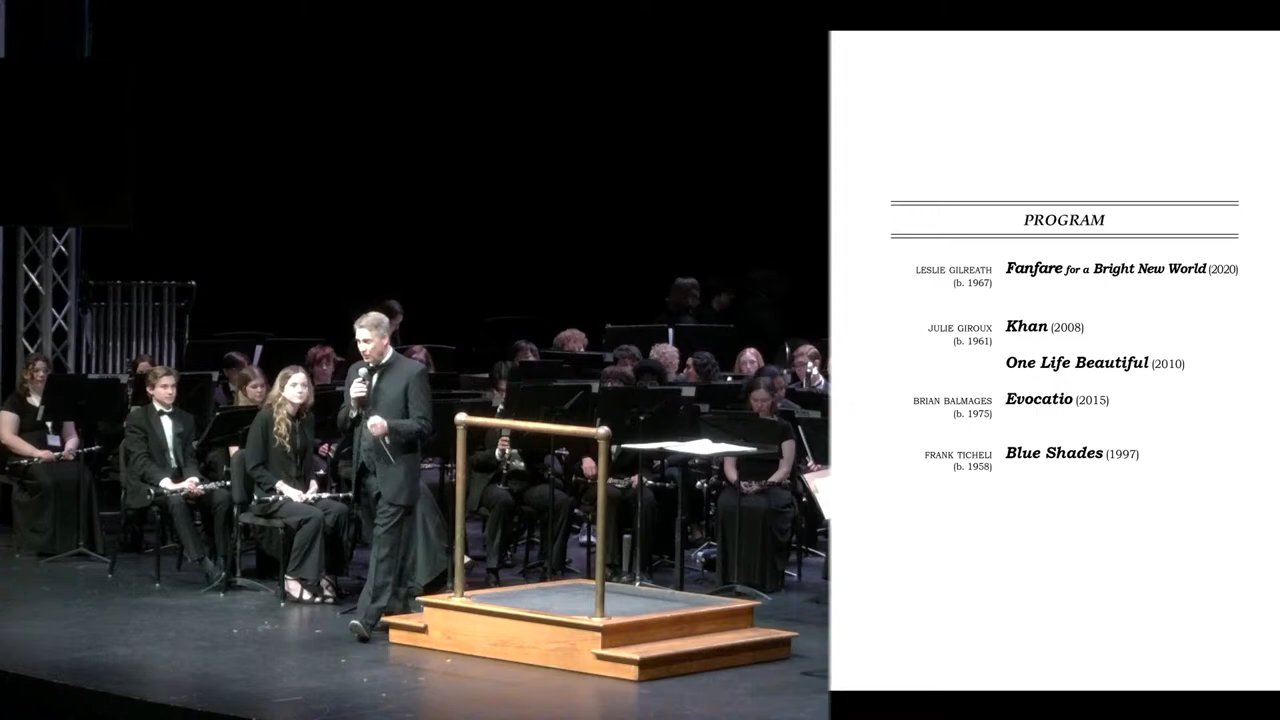 PROGRAM
LESLIE GILREATH Fanfare for a Bright New World (2020)
(b. 1967)
JULIE GIROUX Khan (2008)
(b. 1961)
One Life Beautiful (2010)
BRIAN BALMAGES Evocatio (2015)
(b. 1975)
FRANK TICHELI Blue Shades (1997)
(b. 1958)